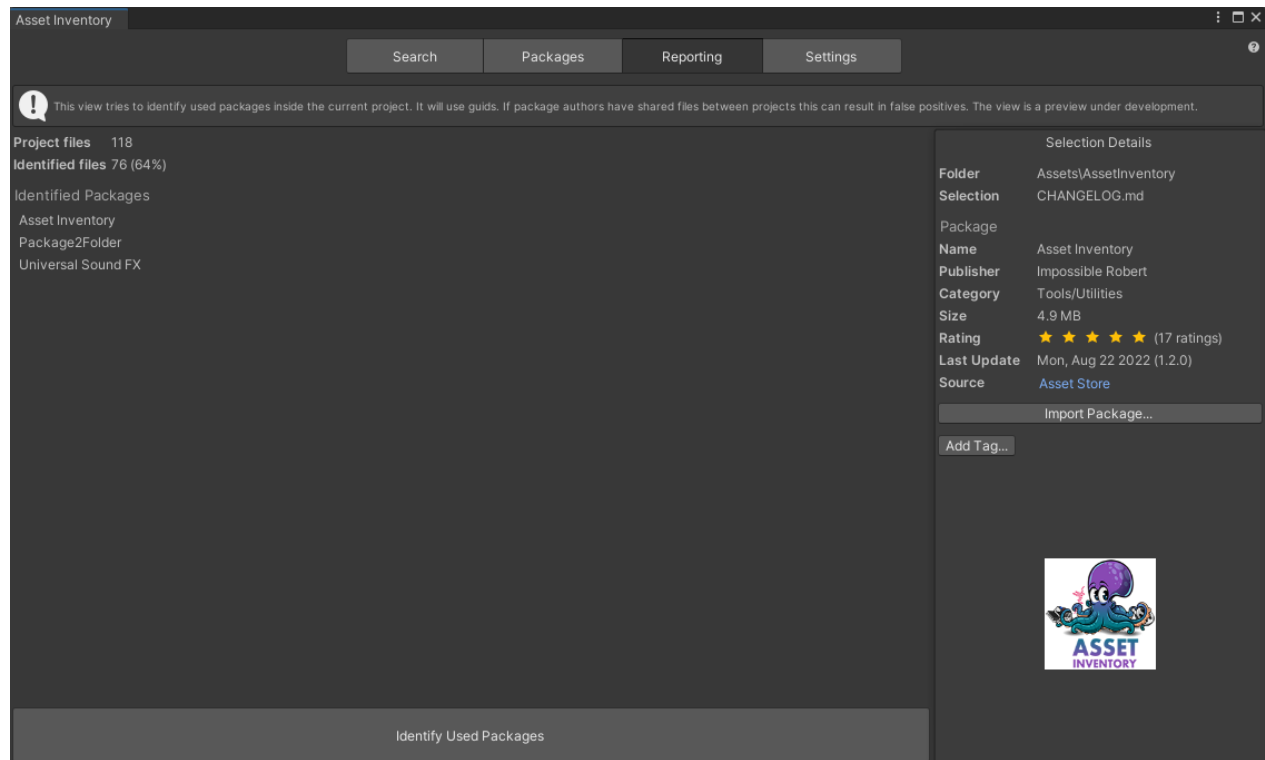 Asset Inventory
Search Packages Reporting Settings
This view tries to identify used packages inside the current project. It will use guids. If package authors have shared files between projects this can result in false positives. The view is a preview under development.
Project files 118
Identified files 76 (64%)
Identified Packages
Asset Inventory
Package2Folder
Universal Sound FX
Identify Used Packages
Selection Details
Folder Assets\AssetInventory
Selection CHANGELOG.md
Package
Name Asset Inventory
Publisher Impossible Robert
Category Tools/Utilities
Size 4.9 MB
Rating (17 ratings)
Last Update Mon, Aug 22 2022 (1.2.0)
Source Asset Store
Import Package...
Add Tag...
ASSET
INVENTORY